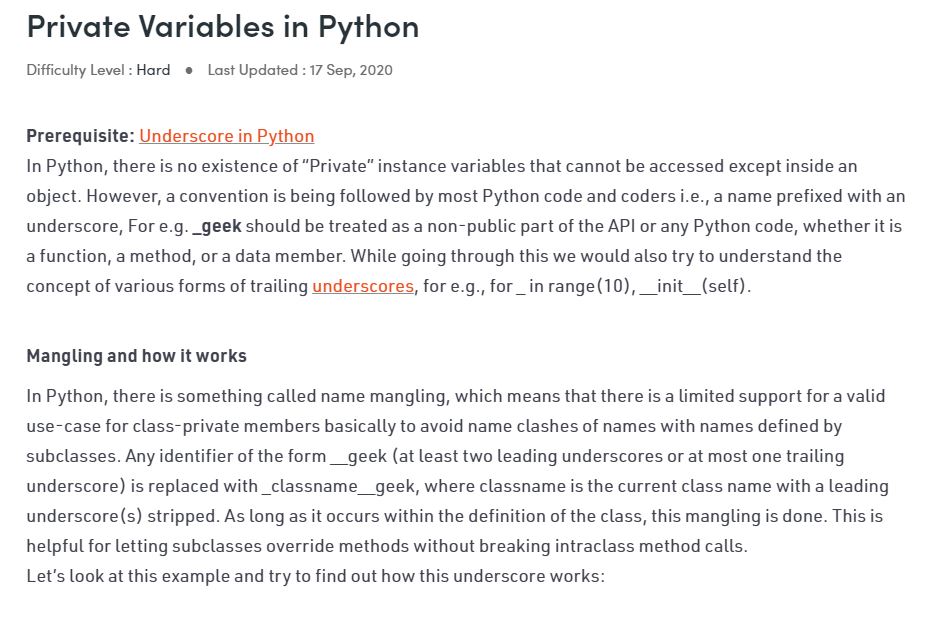 Private Variables in Python
Difficulty Level : Hard ● Last Updated : 17 Sep, 2020
Prerequisite: Underscore in Python
In Python, there is no existence of “Private” instance variables that cannot be accessed except inside an
object. However, a convention is being followed by most Python code and coders i.e., a name prefixed with an
underscore, For e.g. _geek should be treated as a non-public part of the API or any Python code, whether it is
a function, a method, or a data member. While going through this we would also try to understand the
concept of various forms of trailing underscores, for e.g., for _ in range(10), __init__(self).
Mangling and how it works
In Python, there is something called name mangling, which means that there is a limited support for a valid
use-case for class-private members basically to avoid name clashes of names with names defined by
subclasses. Any identifier of the form __geek (at least two leading underscores or at most one trailing
underscore) is replaced with _classname__geek, where classname is the current class name with a leading
underscore(s) stripped. As long as it occurs within the definition of the class, this mangling is done. This is
helpful for letting subclasses override methods without breaking intraclass method calls.
Let’s look at this example and try to find out how this underscore works: